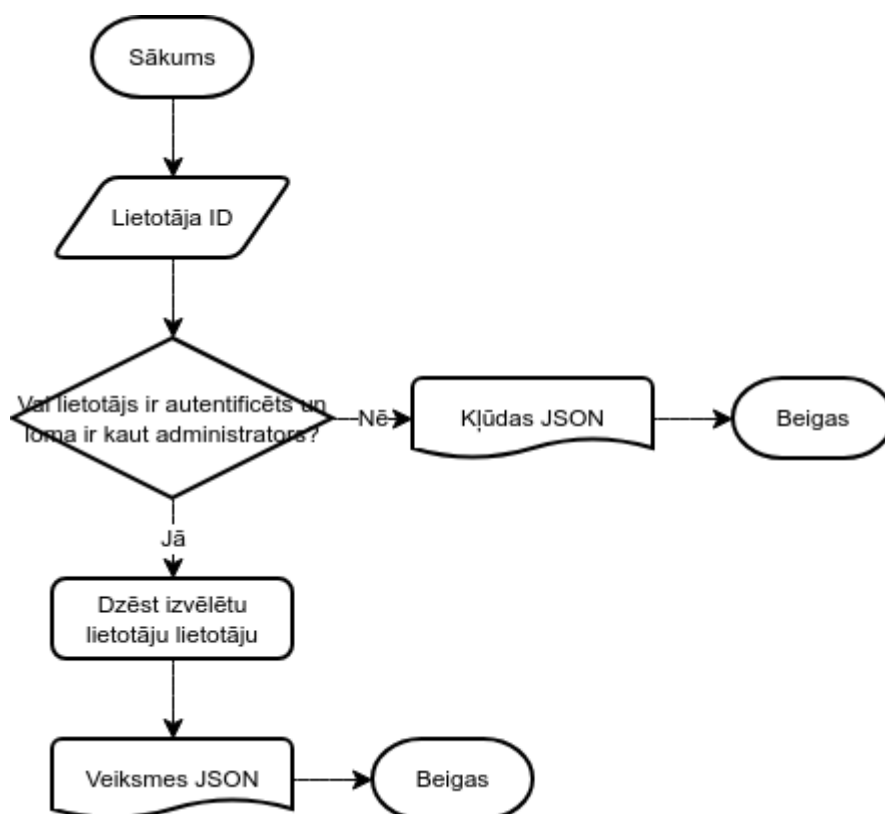 Sākums
Lietotāja ID
Vai lietotājs ir autentificēts un
loma ir kaut administrators?
Nē
Kļūdas JSON
Beigas
Jā
Dzēst izvēlētu
lietotāju lietotāju
Veiksmes JSON
Beigas